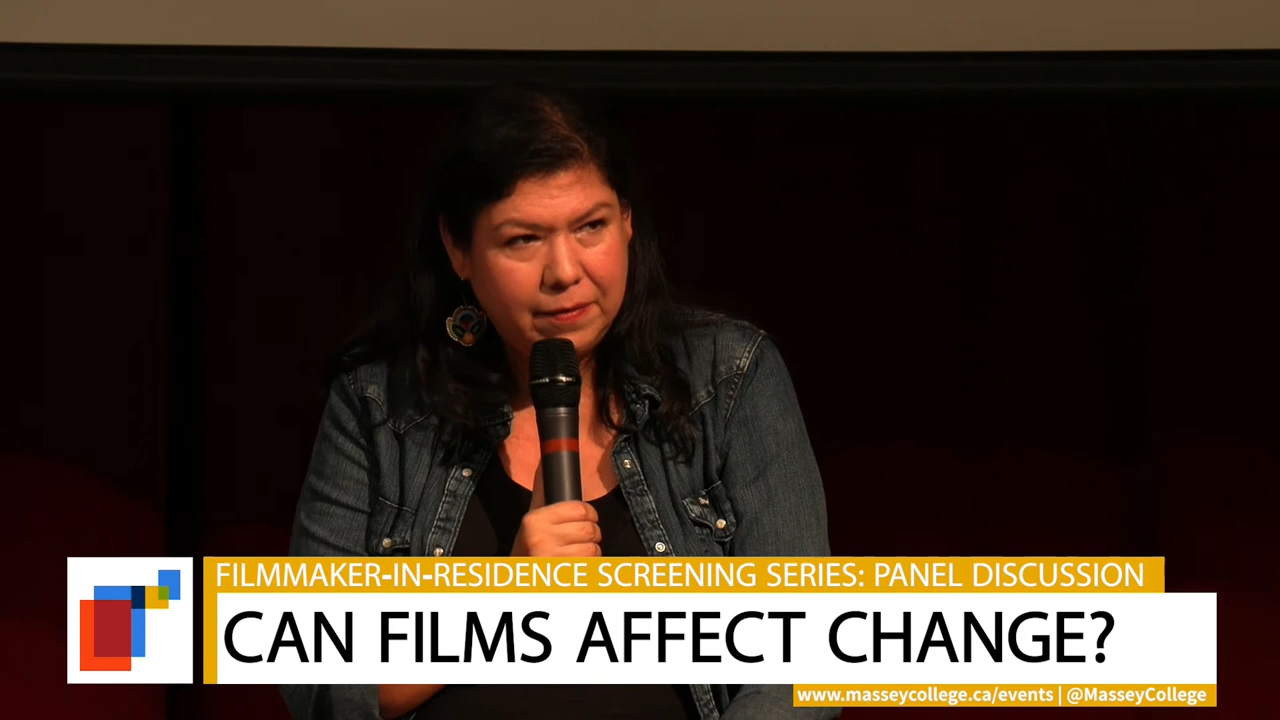 FILMMAKER-IN-RESIDENCE SCREENING SERIES: PANEL DISCUSSION
CAN FILMS AFFECT CHANGE?
www.masseycollege.ca/events | @MasseyCollege